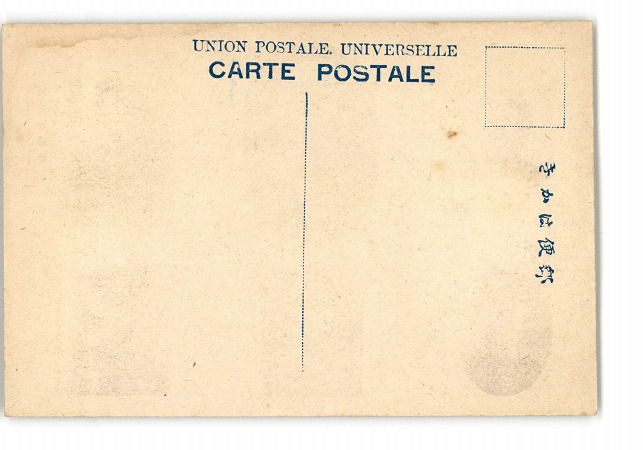 UNION POSTALE. UNIVERSELLE
CARTE POSTALE
きかは便郵